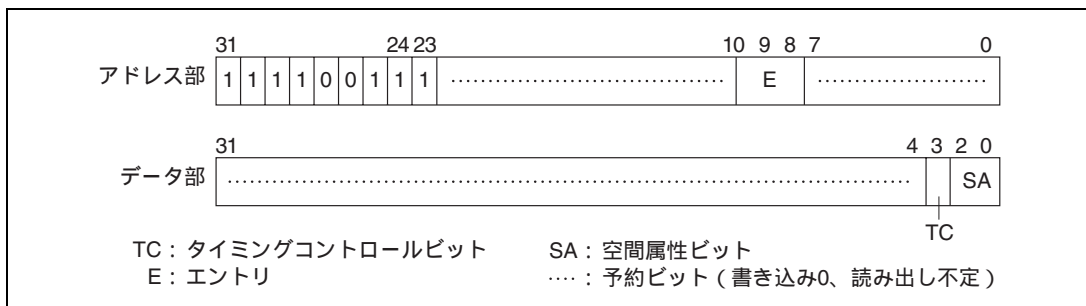 31 24 23 10 9 8 7 0
アドレス部 1 1 1 1 0 0 1 1 1 ………… E …………
31 4 3 2 0
データ部 ………… SA
TC
TC : タイミングコントロールビット SA : 空間属性ビット
E : エントリ ···· : 予約ビット（書き込み0、読み出し不定）